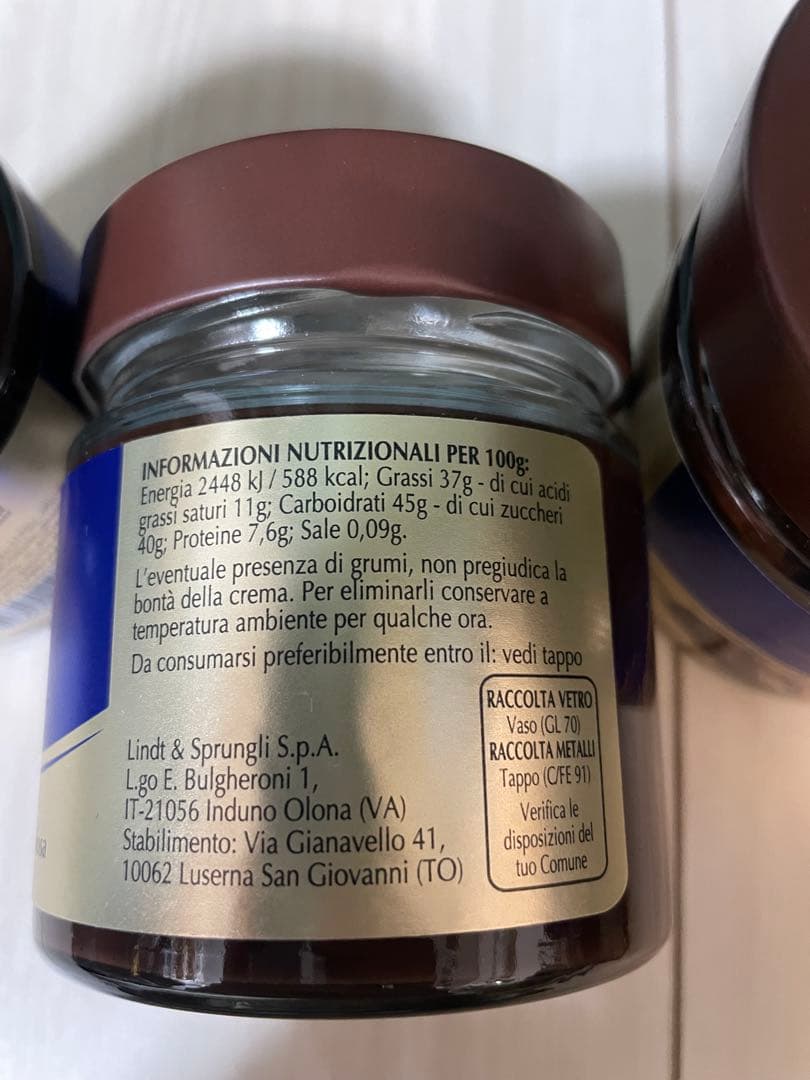 INFORMAZIONI NUTRIZIONALI PER 100g:
Energia 2448 kJ / 588 kcal; Grassi 37g - di cui acidi
grassi saturi 11g; Carboidrati 45g - di cui zuccheri
40g; Proteine 7,6g; Sale 0,09g.
L'eventuale presenza di grumi, non pregiudica la
bontà della crema. Per eliminarli conservare a
temperatura ambiente per qualche ora.
Da consumarsi preferibilmente entro il: vedi tappo
Lindt & Sprungli S.p.A.
L.go E. Bulgheroni 1,
IT-21056 Induno Olona (VA)
Stabilimento: Via Gianavello 41,
10062 Luserna San Giovanni (TO)
RACCOLTA VETRO
Vaso (GL 70)
RACCOLTA METALLI
Tappo (C/FE 91)
Verifica le
disposizioni del
tuo Comune